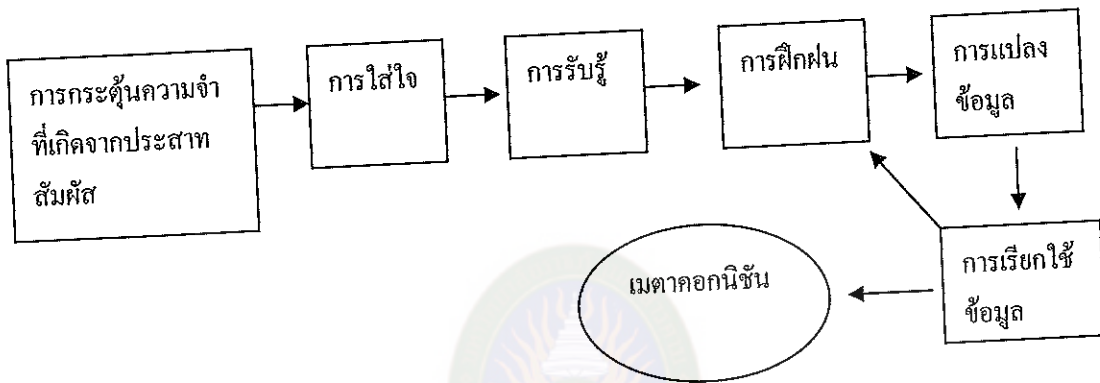 การกระตุ้นความจำ
ที่เกิดจากประสาท
สัมผัส
การใส่ใจ
การรับรู้
การฝึกฝน
การแปลง
ข้อมูล
การเรียกใช้
ข้อมูล
เมตาคอกนิชัน